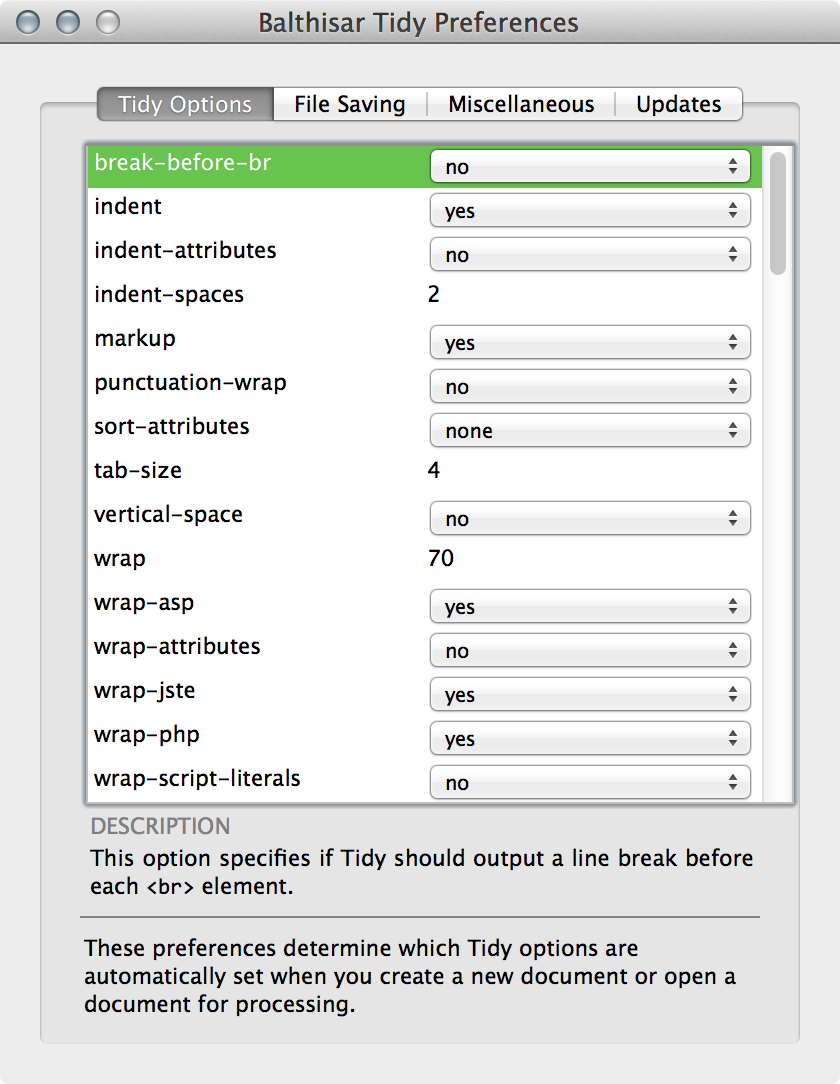 Balthisar Tidy Preferences
Tidy Options File Saving Miscellaneous Updates
break-before-br no
indent yes
indent-attributes no
indent-spaces 2
markup yes
punctuation-wrap no
sort-attributes none
tab-size 4
vertical-space no
wrap 70
wrap-asp yes
wrap-attributes no
wrap-jste yes
wrap-php yes
wrap-script-literals no
DESCRIPTION
This option specifies if Tidy should output a line break before
each <br> element.
These preferences determine which Tidy options are
automatically set when you create a new document or open a
document for processing.